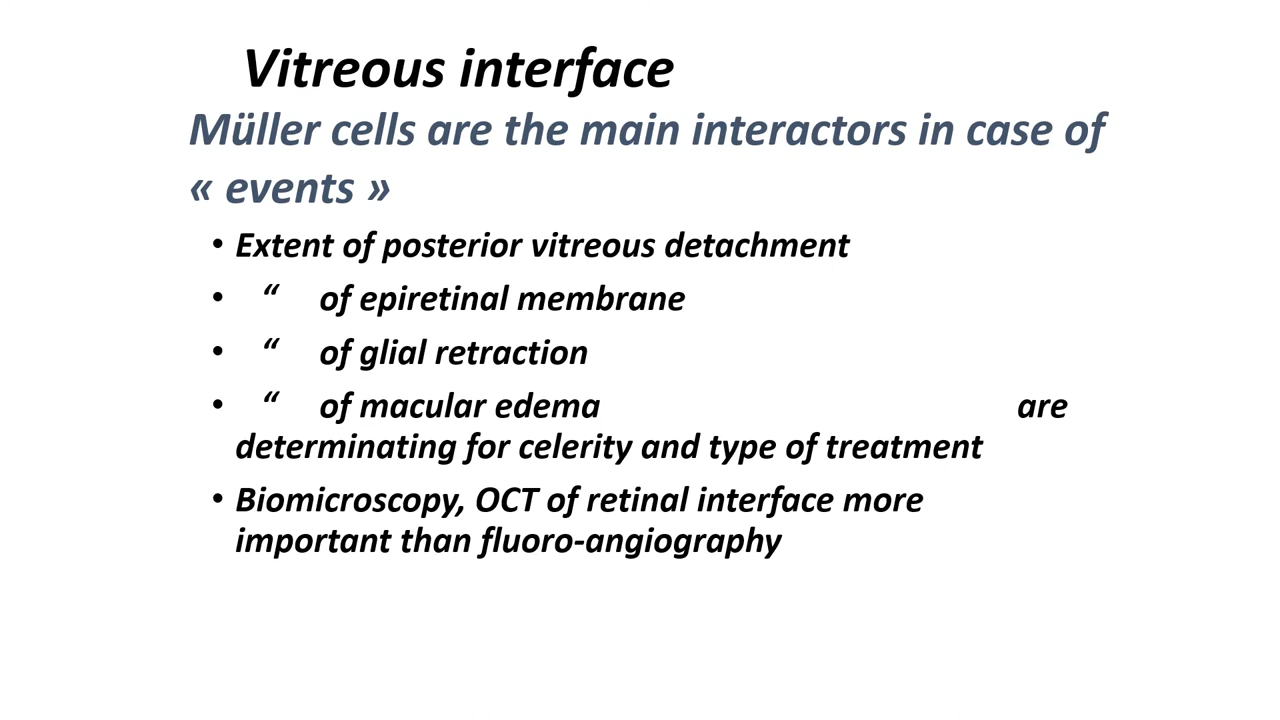 Vitreous interface
Müller cells are the main interactors in case of
« events »
• Extent of posterior vitreous detachment
• “ of epiretinal membrane
• “ of glial retraction
• “ of macular edema are
determinating for celerity and type of treatment
• Biomicroscopy, OCT of retinal interface more
important than fluoro-angiography